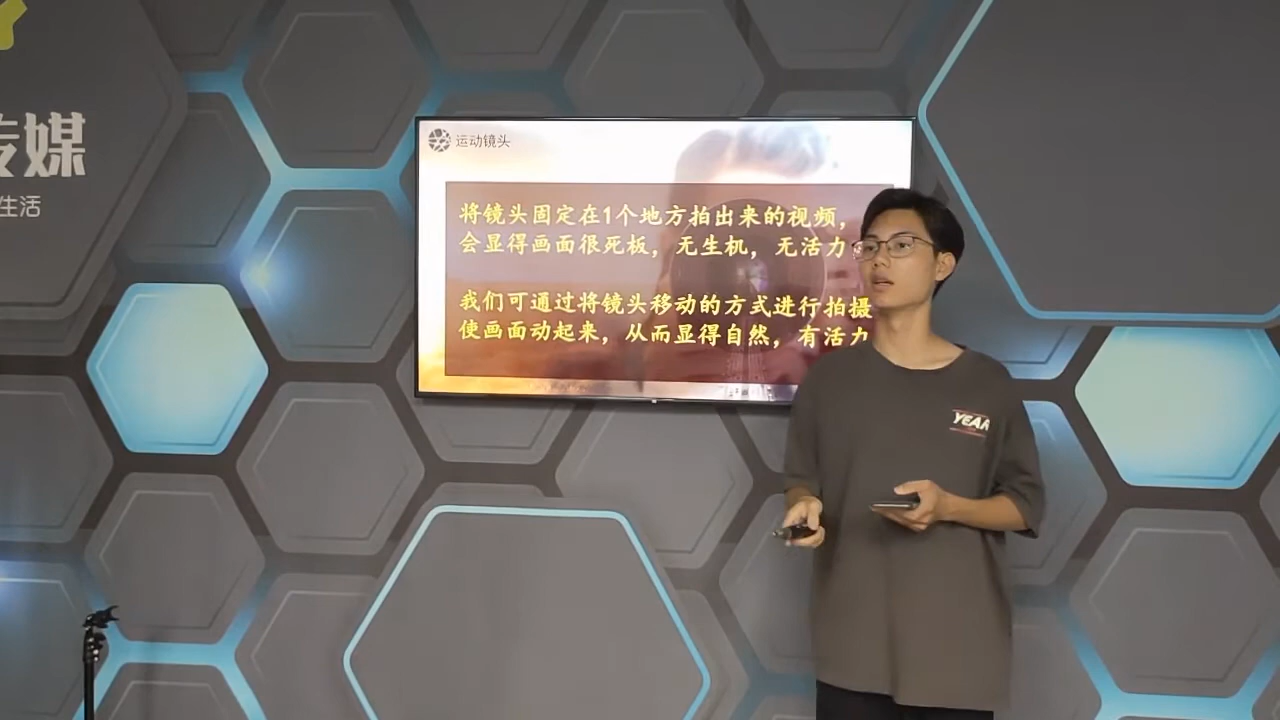 传媒
生活
运动镜头
将镜头固定在1个地方拍出来的视频，
会显得画面很死板，无生机，无活力
我们可通过将镜头移动的方式进行拍摄
使画面动起来，从而显得自然，有活力
YEAR